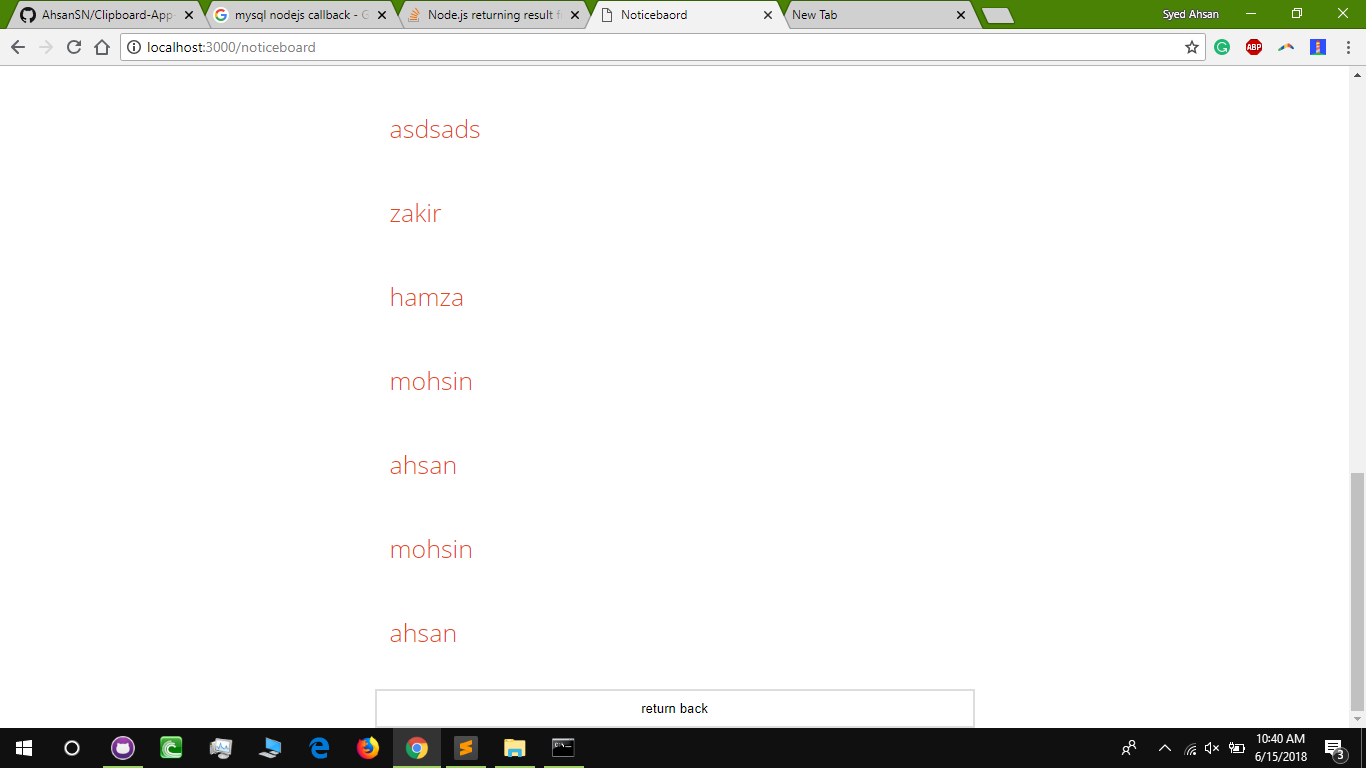 AhsanSN/Clipboard-App
mysql nodejs callback - G
Node.js returning result f
Noticebaord
New Tab
Syed Ahsan
localhost:3000/noticeboard
ABP
asdsads
zakir
hamza
mohsin
ahsan
mohsin
ahsan
return back
10:40 AM
6/15/2018
3